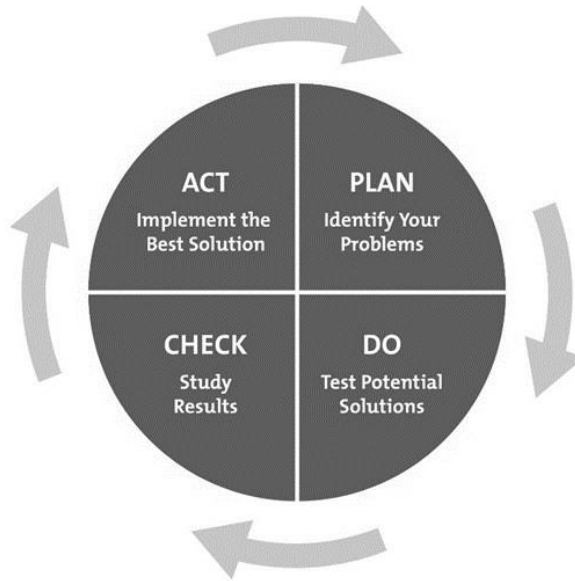 ACT
Implement the
Best Solution
PLAN
Identify Your
Problems
CHECK
Study
Results
DO
Test Potential
Solutions